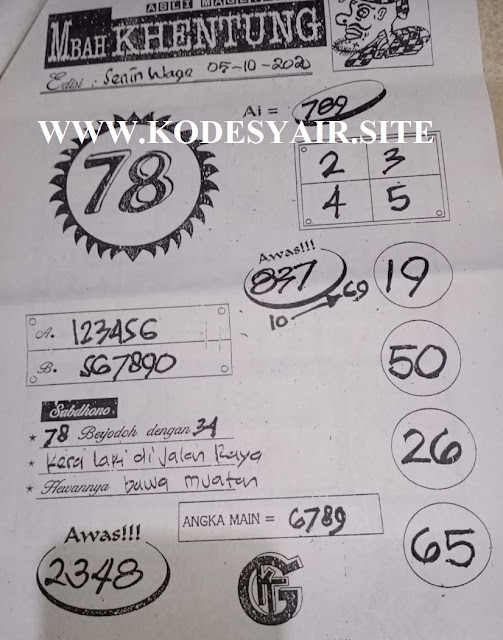 ASLI MAGELANG
MBAH KHENTUNG
Edisi : Senin Wage 05-10-2020
Ai = 789
WWW.KODESYAIR.SITE
78
2 3
4 5
Awas!!!
837
19
10 69
A. 123456
B. 567890
50
Sabdhono
* 78 Berjodoh dengan 34
* Kera Lari di Jalan Raya
* Hewannya bawa muatan
26
ANGKA MAIN = 6789
Awas!!!
2348
65